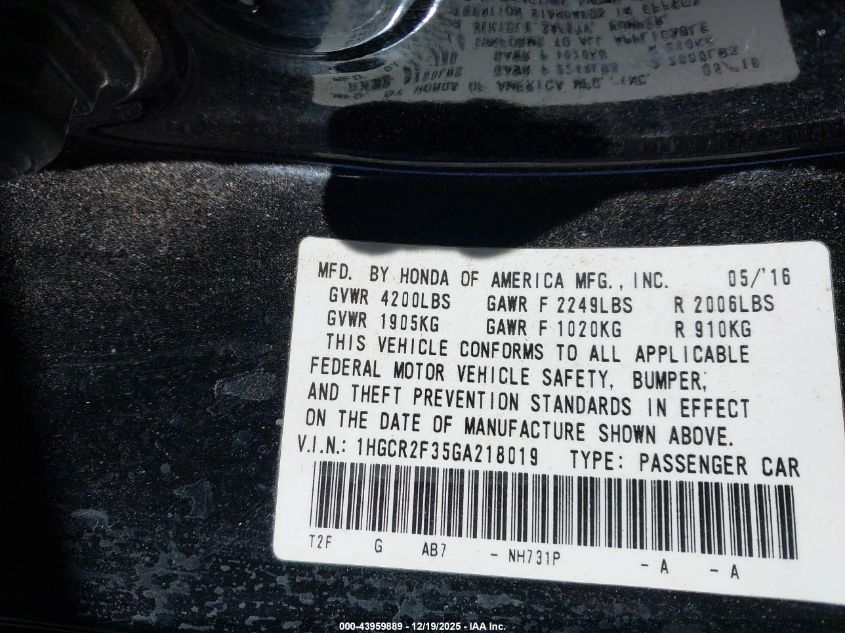 MFD. BY HONDA OF AMERICA MFG., INC. 05/'16
GVWR 4200LBS GAWR F 2249LBS R 2006LBS
GVWR 1905KG GAWR F 1020KG R 910KG
THIS VEHICLE CONFORMS TO ALL APPLICABLE
FEDERAL MOTOR VEHICLE SAFETY, BUMPER,
AND THEFT PREVENTION STANDARDS IN EFFECT
ON THE DATE OF MANUFACTURE SHOWN ABOVE.
V.I.N.: 1HGCR2F35GA218019 TYPE: PASSENGER CAR
T2F G AB7 - NH731P - A - A
000-43959889 - 12/19/2025 - IAA Inc.